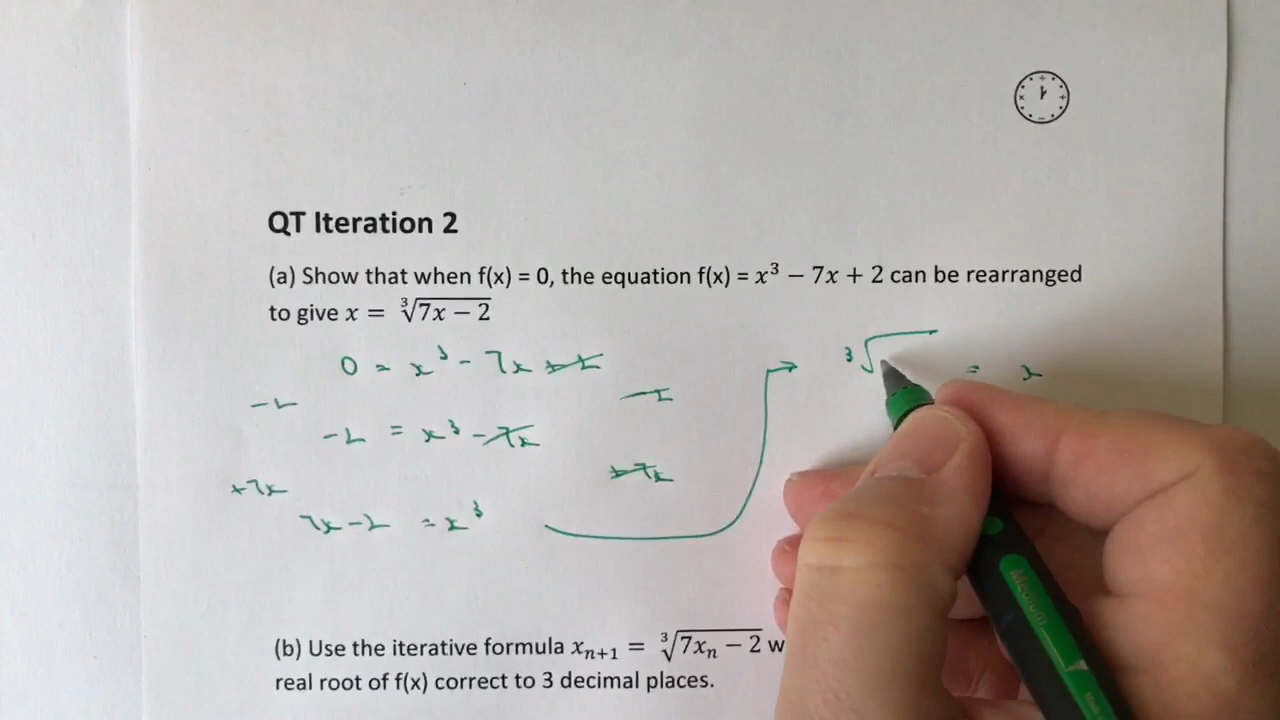 QT Iteration 2
(a) Show that when f(x) = 0, the equation f(x) = x³ − 7x + 2 can be rearranged
to give x = ∛(7x − 2)
0 = x³ - 7x +2
-2 -2
-2 = x³ - 7x
+7x +7x
7x - 2 = x³
∛ = x
(b) Use the iterative formula xₙ₊₁ = ∛(7xₙ − 2) w
real root of f(x) correct to 3 decimal places.
Medium